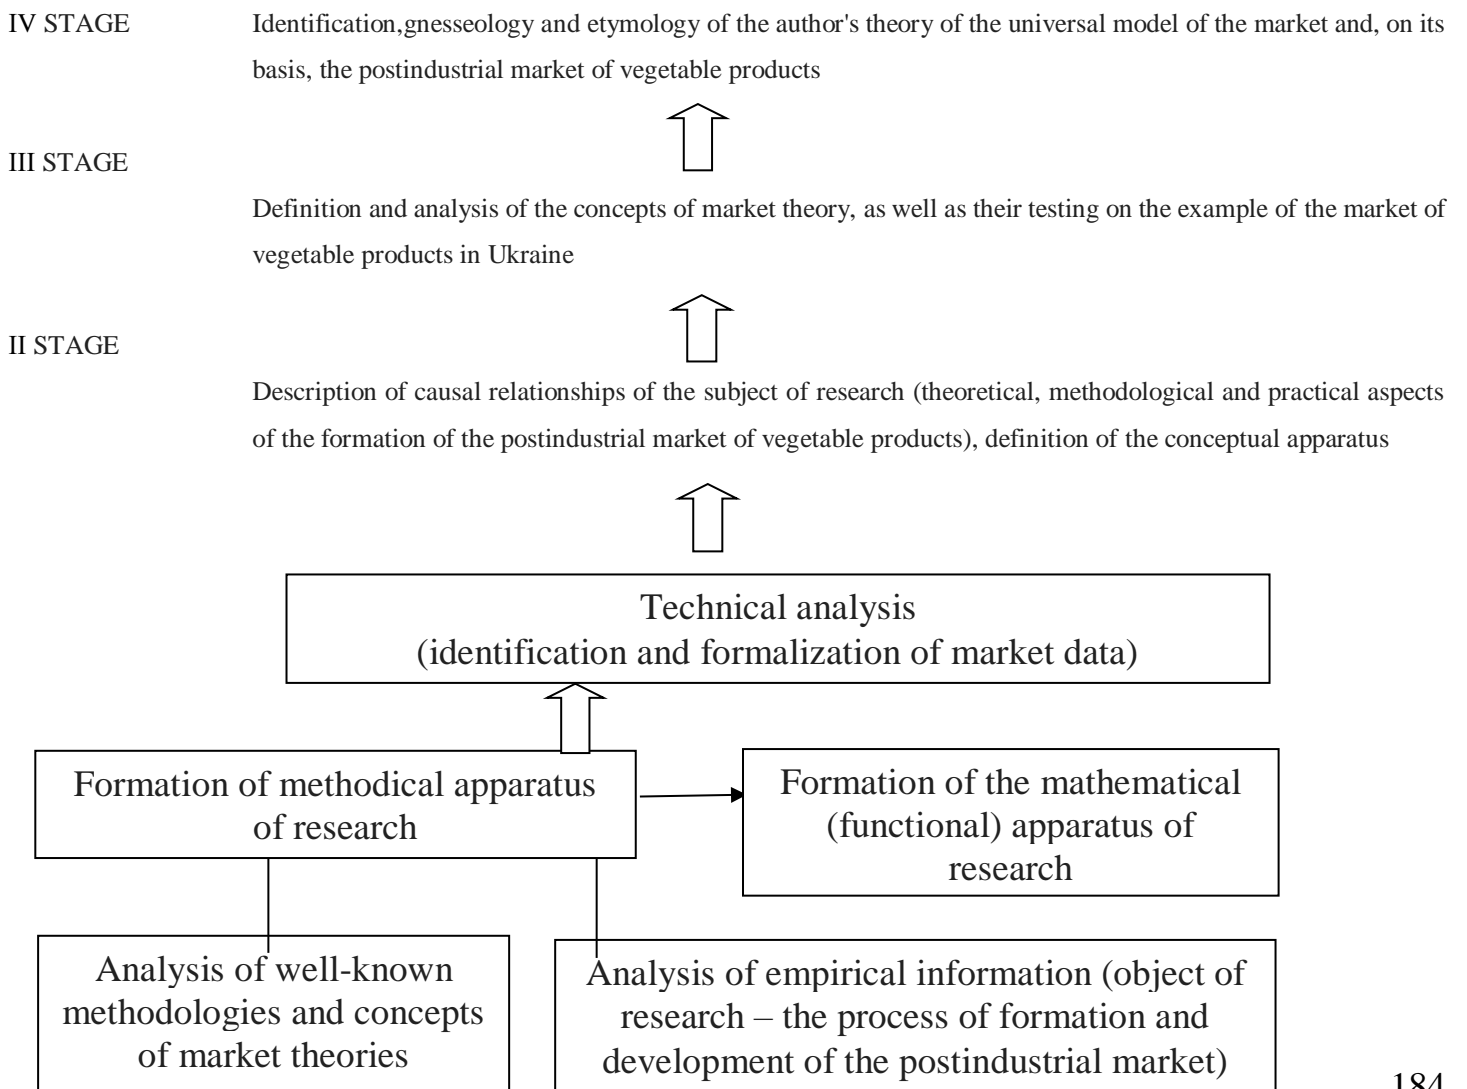 IV STAGE
Identification,gnesseology and etymology of the author's theory of the universal model of the market and, on its
basis, the postindustrial market of vegetable products
III STAGE
Definition and analysis of the concepts of market theory, as well as their testing on the example of the market of
vegetable products in Ukraine
II STAGE
Description of causal relationships of the subject of research (theoretical, methodological and practical aspects
of the formation of the postindustrial market of vegetable products), definition of the conceptual apparatus
Technical analysis
(identification and formalization of market data)
Formation of methodical apparatus
of research
Formation of the mathematical
(functional) apparatus of
research
Analysis of well-known
methodologies and concepts
of market theories
Analysis of empirical information (object of
research – the process of formation and
development of the postindustrial market)
184